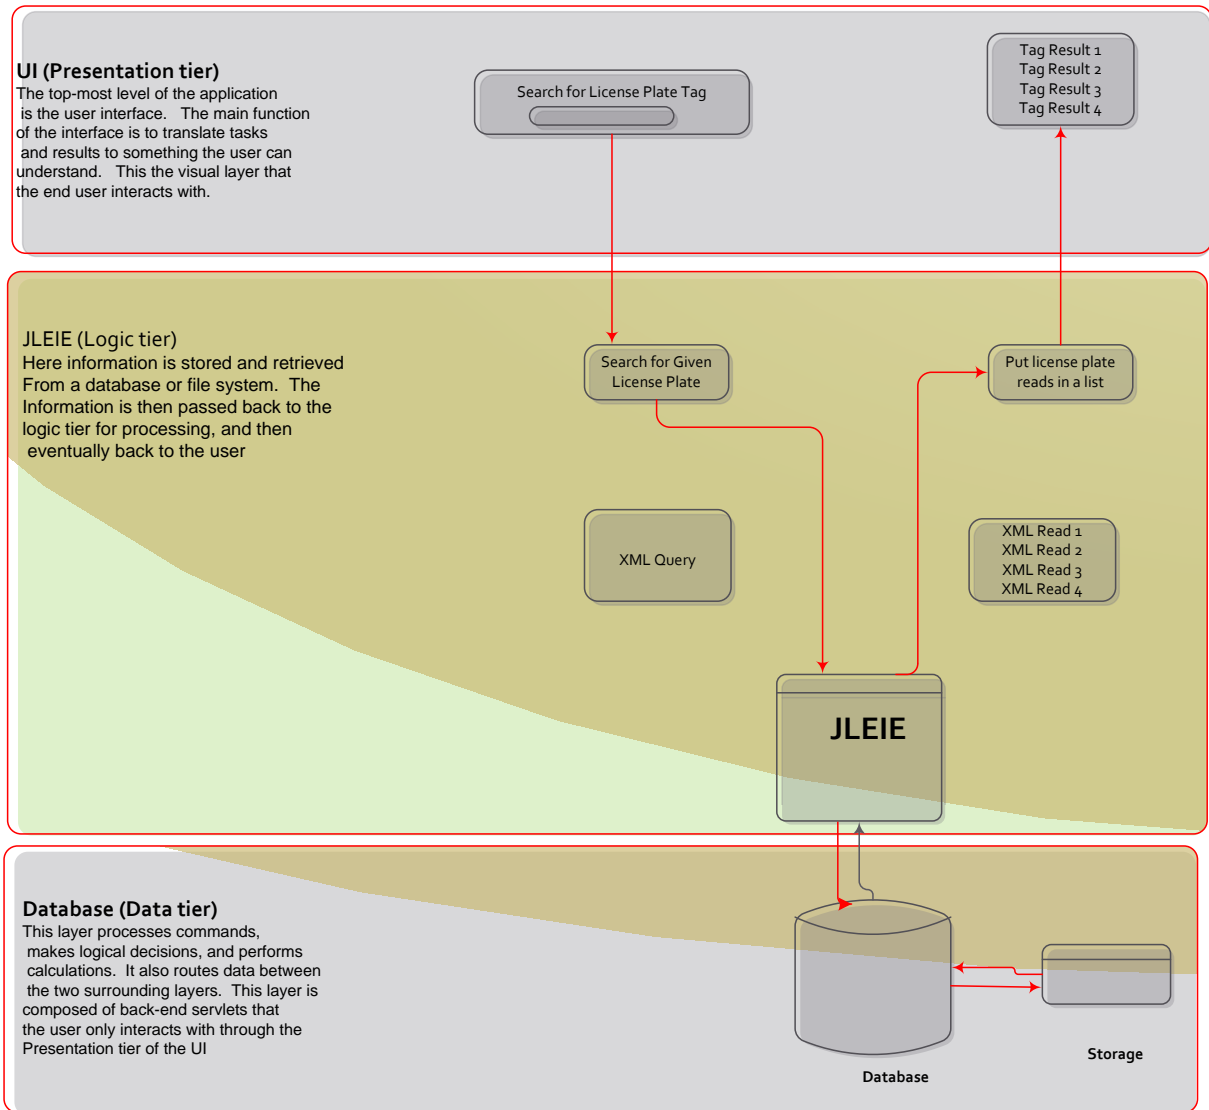 UI (Presentation tier)
The top-most level of the application
is the user interface. The main function
of the interface is to translate tasks
and results to something the user can
understand. This the visual layer that
the end user interacts with.
Search for License Plate Tag
Tag Result 1
Tag Result 2
Tag Result 3
Tag Result 4
JLEIE (Logic tier)
Here information is stored and retrieved
From a database or file system. The
Information is then passed back to the
logic tier for processing, and then
eventually back to the user
Search for Given
License Plate
Put license plate
reads in a list
XML Query
XML Read 1
XML Read 2
XML Read 3
XML Read 4
JLEIE
Database (Data tier)
This layer processes commands,
makes logical decisions, and performs
calculations. It also routes data between
the two surrounding layers. This layer is
composed of back-end servlets that
the user only interacts with through the
Presentation tier of the UI
Database
Storage